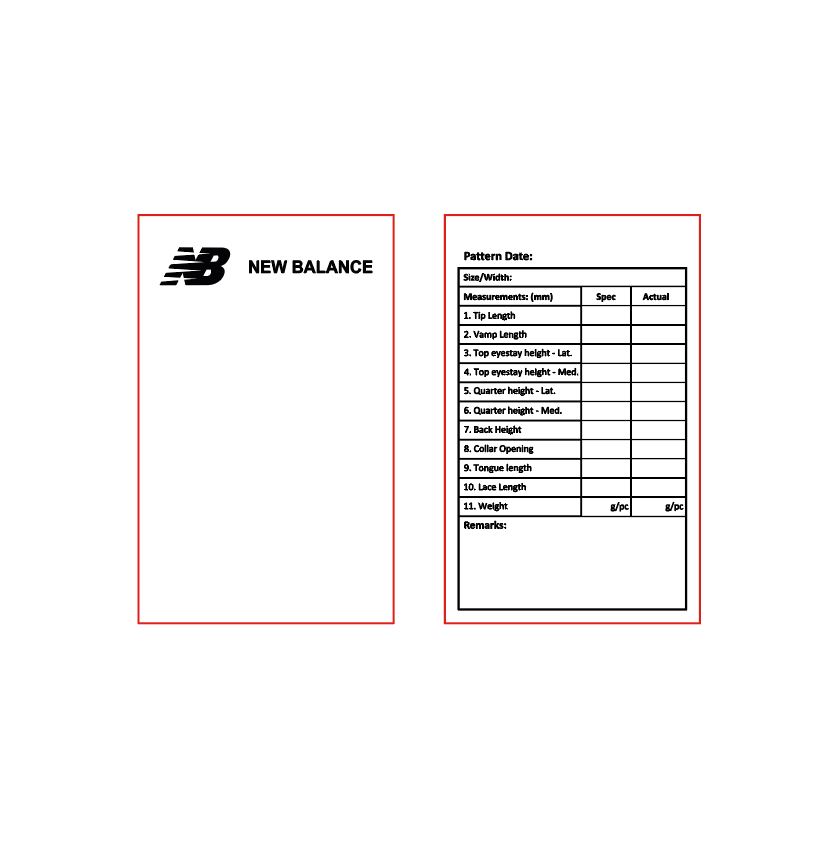 NB NEW BALANCE
Pattern Date:
Size/Width:
Measurements: (mm) Spec Actual
1. Tip Length
2. Vamp Length
3. Top eyestay height - Lat.
4. Top eyestay height - Med.
5. Quarter height - Lat.
6. Quarter height - Med.
7. Back Height
8. Collar Opening
9. Tongue length
10. Lace Length
11. Weight g/pc g/pc
Remarks: